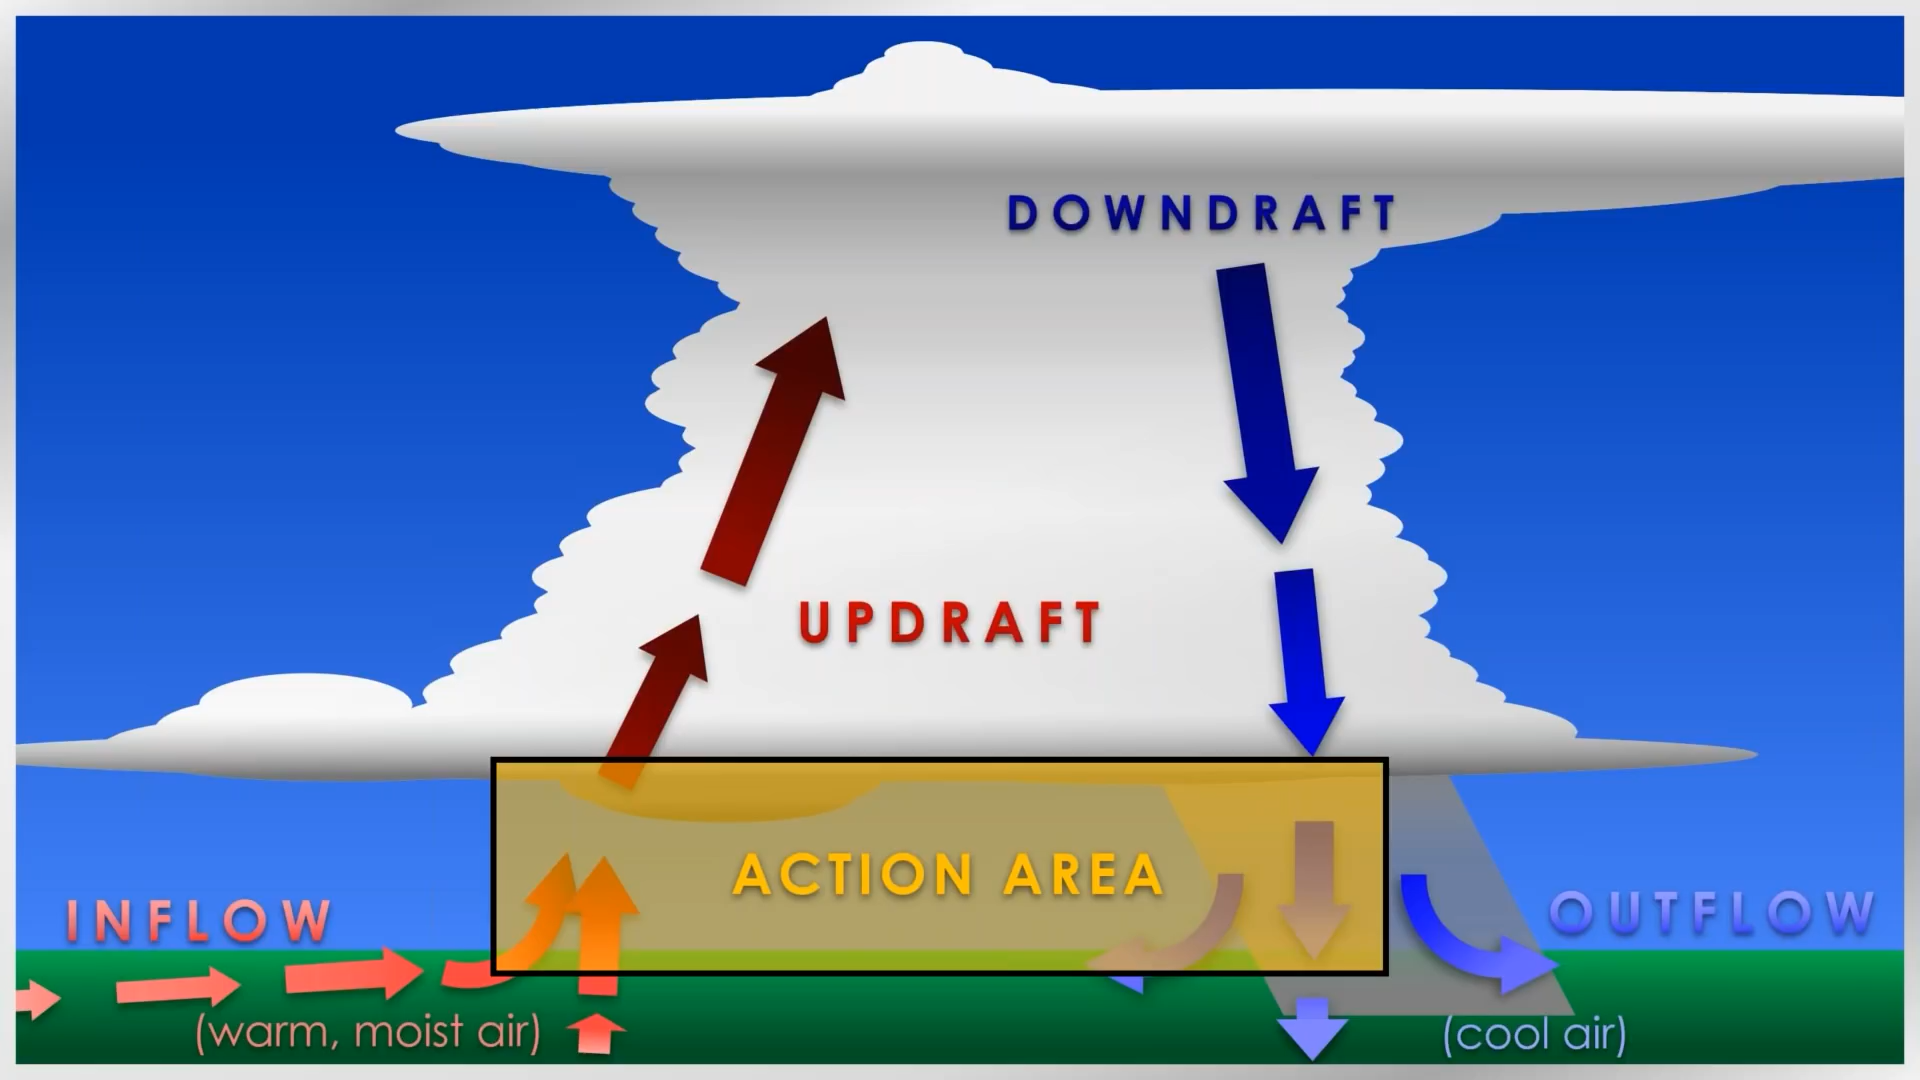 DOWNDRAFT
UPDRAFT
ACTION AREA
INFLOW
OUTFLOW
(warm, moist air)
(cool air)